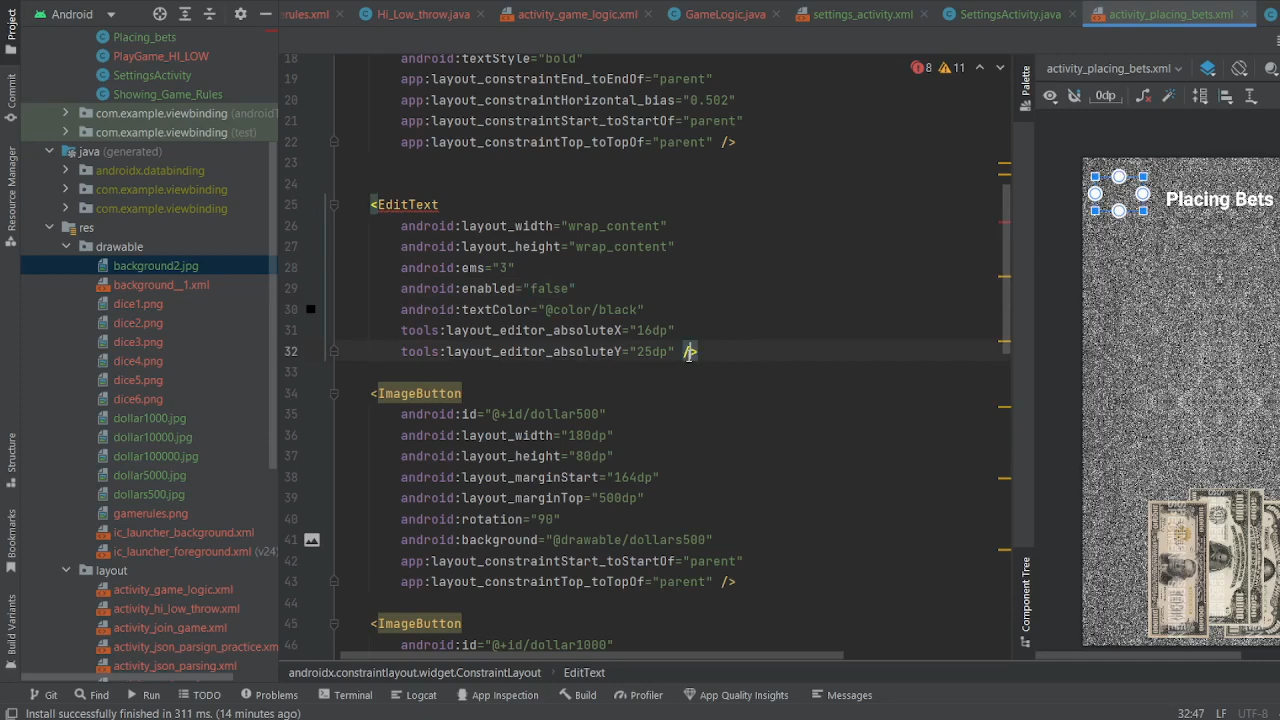 Android
rules.xml
Hi_Low_throw.java
activity_game_logic.xml
GameLogic.java
settings_activity.xml
SettingsActivity.java
activity_placing_bets.xml
Project
Commit
Resource Manager
Structure
Bookmarks
Build Variants
Placing_bets
PlayGame_HI_LOW
SettingsActivity
Showing_Game_Rules
com.example.viewbinding (androidT
com.example.viewbinding (test)
java (generated)
androidx.databinding
com.example.viewbinding
com.example.viewbinding
res
drawable
background2.jpg
background__1.xml
dice1.png
dice2.png
dice3.png
dice4.png
dice5.png
dice6.png
dollar1000.jpg
dollar10000.jpg
dollar100000.jpg
dollar5000.jpg
dollars500.jpg
gamerules.png
ic_launcher_background.xml
ic_launcher_foreground.xml (v24)
layout
activity_game_logic.xml
activity_hi_low_throw.xml
activity_join_game.xml
activity_json_parsign_practice.xml
activity_json_parsing.xml
18 android:textStyle="bold"
19 app:layout_constraintEnd_toEndOf="parent"
20 app:layout_constraintHorizontal_bias="0.502"
21 app:layout_constraintStart_toStartOf="parent"
22 app:layout_constraintTop_toTopOf="parent" />
23
24
25 <EditText
26 android:layout_width="wrap_content"
27 android:layout_height="wrap_content"
28 android:ems="3"
29 android:enabled="false"
30 android:textColor="@color/black"
31 tools:layout_editor_absoluteX="16dp"
32 tools:layout_editor_absoluteY="25dp" />
33
34 <ImageButton
35 android:id="@+id/dollar500"
36 android:layout_width="180dp"
37 android:layout_height="80dp"
38 android:layout_marginStart="164dp"
39 android:layout_marginTop="500dp"
40 android:rotation="90"
41 android:background="@drawable/dollars500"
42 app:layout_constraintStart_toStartOf="parent"
43 app:layout_constraintTop_toTopOf="parent" />
44
45 <ImageButton
46 android:id="@+id/dollar1000"
8 11
Palette
Component Tree
activity_placing_bets.xml
0dp
Placing Bets
androidx.constraintlayout.widget.ConstraintLayout EditText
Git Find Run TODO Problems Terminal Logcat App Inspection Build Profiler App Quality Insights Messages
Install successfully finished in 311 ms. (14 minutes ago)
32:47 LF UTF-8